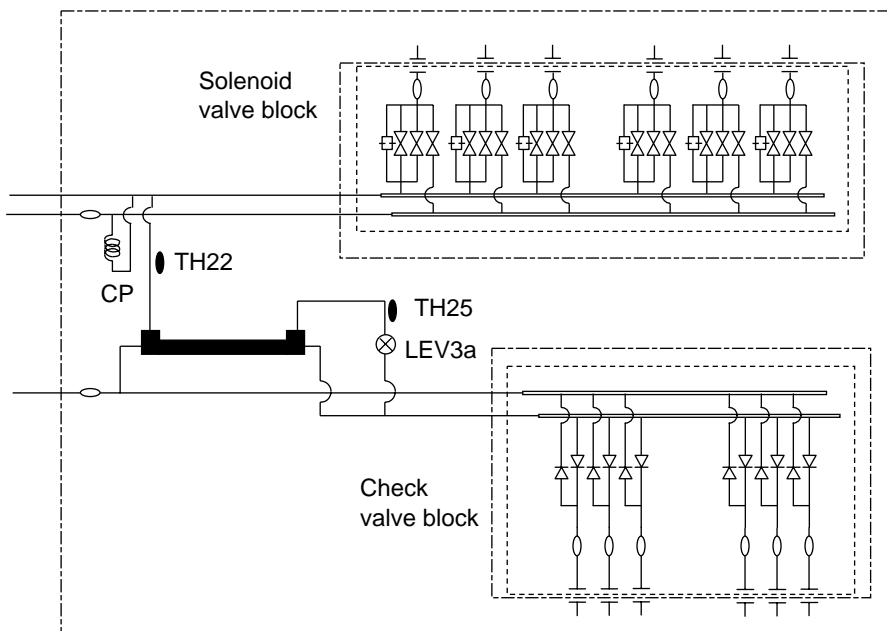 Solenoid
valve block
TH22
CP
TH25
LEV3a
Check
valve block